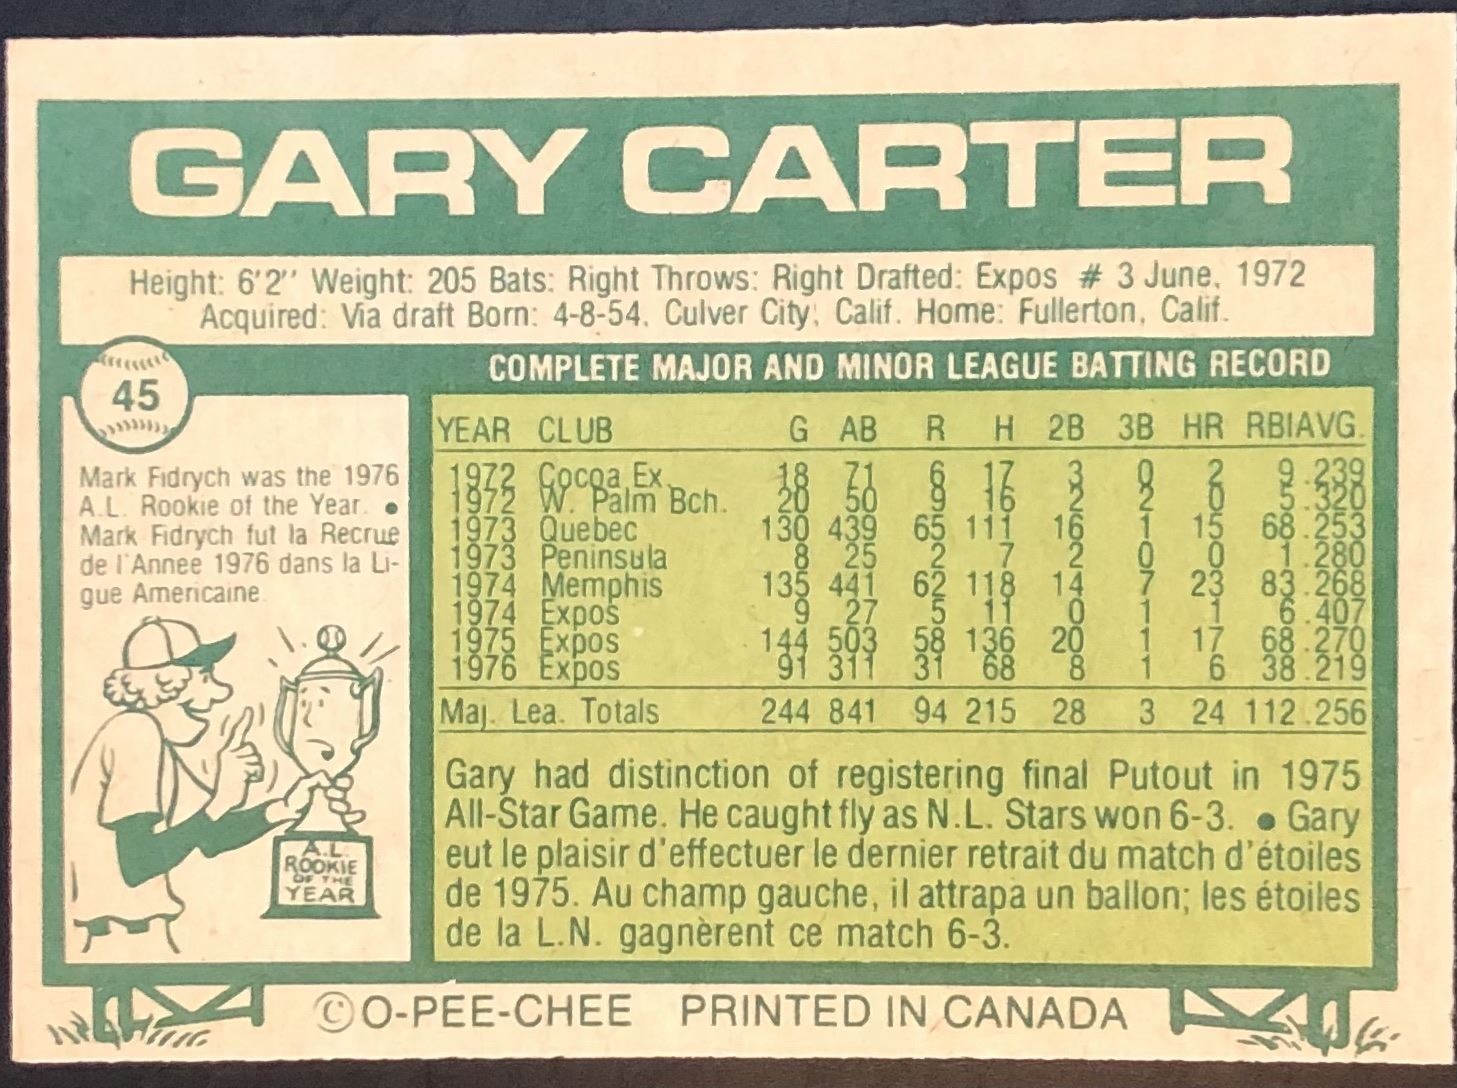 GARY CARTER
Height: 6'2" Weight: 205 Bats: Right Throws: Right Drafted: Expos # 3 June, 1972
Acquired: Via draft Born: 4-8-54, Culver City, Calif. Home: Fullerton, Calif.
45
COMPLETE MAJOR AND MINOR LEAGUE BATTING RECORD
Mark Fidrych was the 1976
A.L. Rookie of the Year. •
Mark Fidrych fut la Recrue
de l'Annee 1976 dans la Li-
gue Americaine.
A.L.
ROOKIE
OF THE
YEAR
YEAR CLUB G AB R H 2B 3B HR RBI AVG.
1972 Cocoa Ex. 18 71 6 17 3 0 2 9 .239
1972 W. Palm Bch. 20 50 9 16 2 2 0 5 .320
1973 Quebec 130 439 65 111 16 1 15 68 .253
1973 Peninsula 8 25 2 7 2 0 0 1 .280
1974 Memphis 135 441 62 118 14 7 23 83 .268
1974 Expos 9 27 5 11 0 1 1 6 .407
1975 Expos 144 503 58 136 20 1 17 68 .270
1976 Expos 91 311 31 68 8 1 6 38 .219
Maj. Lea. Totals 244 841 94 215 28 3 24 112 .256
Gary had distinction of registering final Putout in 1975
All-Star Game. He caught fly as N.L. Stars won 6-3. • Gary
eut le plaisir d'effectuer le dernier retrait du match d'étoiles
de 1975. Au champ gauche, il attrapa un ballon; les étoiles
de la L.N. gagnèrent ce match 6-3.
© O-PEE-CHEE PRINTED IN CANADA